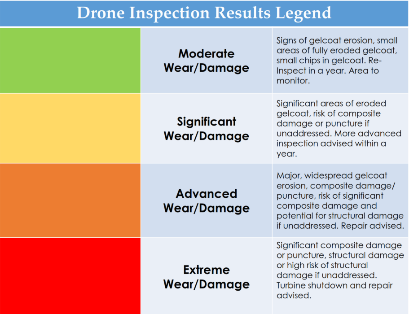 Drone Inspection Results Legend
Moderate
Wear/Damage
Signs of gelcoat erosion, small
areas of fully eroded gelcoat,
small chips in gelcoat. Re-
Inspect in a year. Area to
monitor.
Significant
Wear/Damage
Significant areas of eroded
gelcoat, risk of composite
damage or puncture if
unaddressed. More advanced
inspection advised within a
year.
Advanced
Wear/Damage
Major, widespread gelcoat
erosion, composite damage/
puncture, risk of significant
composite damage and
potential for structural damage
if unaddressed. Repair advised.
Extreme
Wear/Damage
Significant composite damage
or puncture, structural damage
or high risk of structural
damage if unaddressed.
Turbine shutdown and repair
advised.